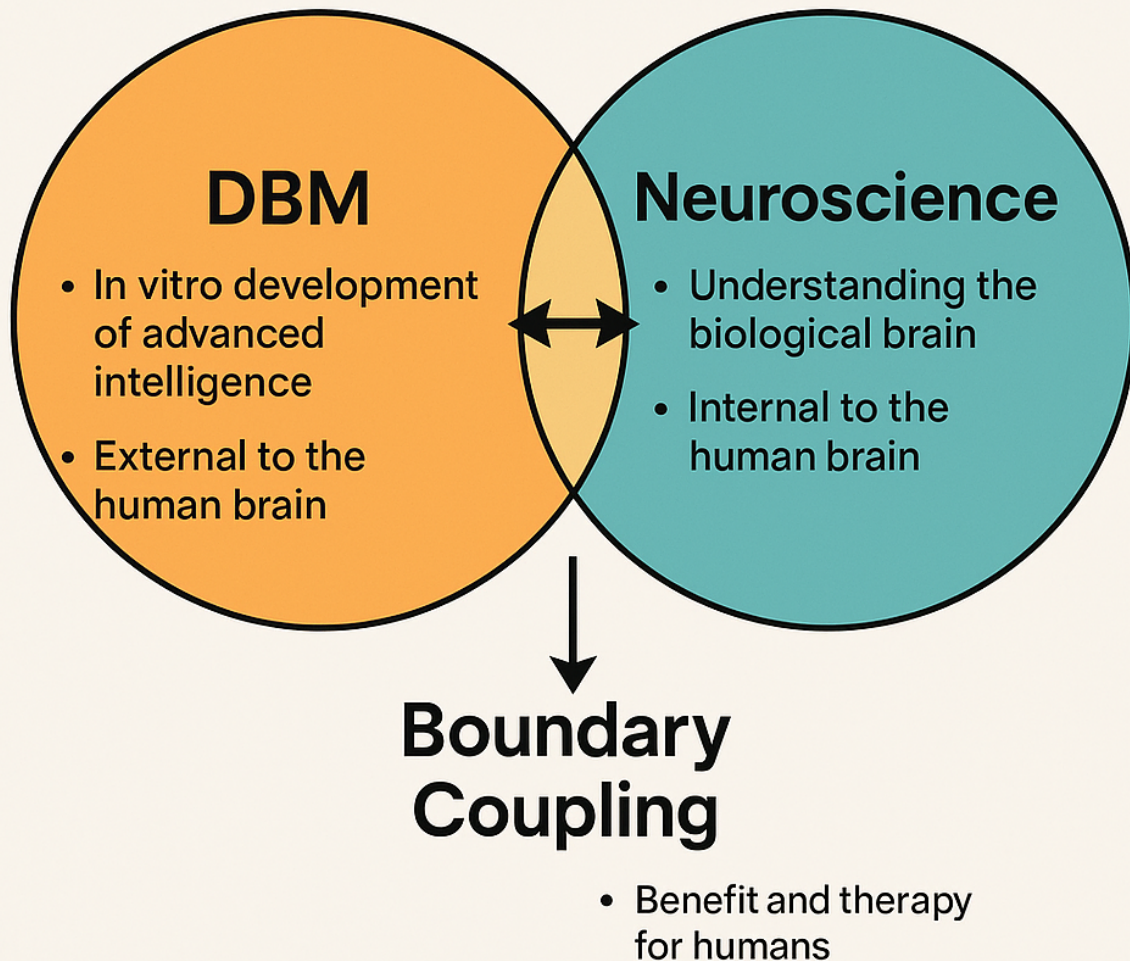 DBM
• In vitro development
of advanced
intelligence
• External to the
human brain
Neuroscience
• Understanding the
biological brain
• Internal to the
human brain
Boundary
Coupling
• Benefit and therapy
for humans